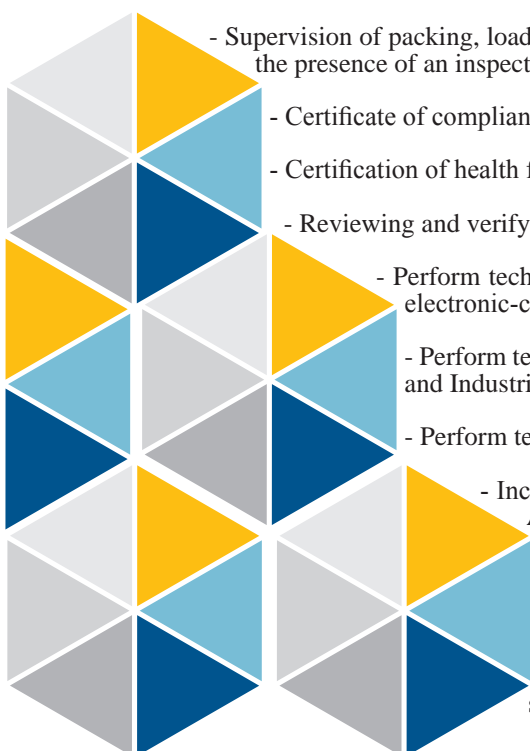 - Supervision of packing, load
the presence of an inspect
- Certificate of complian
- Certification of health f
- Reviewing and verify
- Perform tech
electronic-c
- Perform te
and Industri
- Perform te
- Inc
s